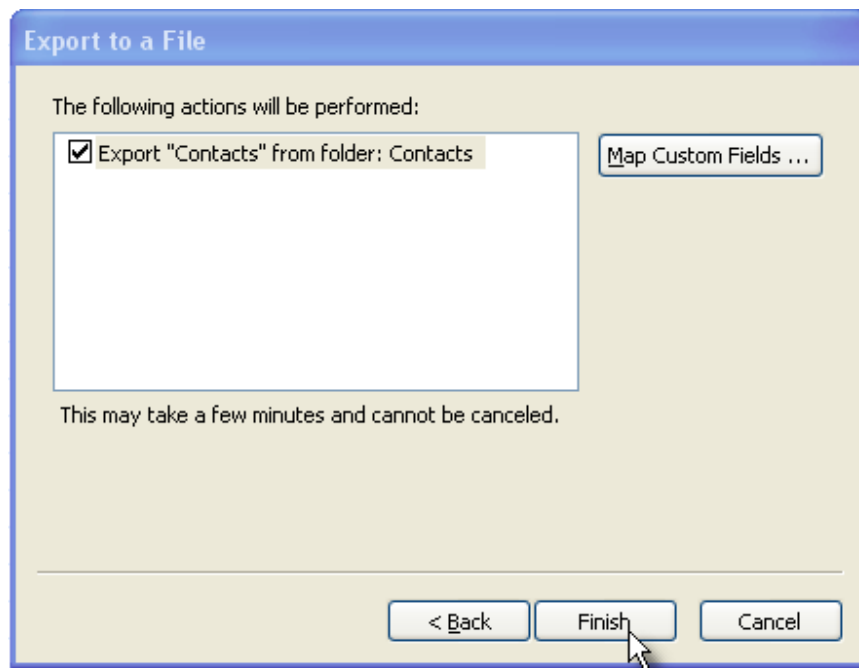 Export to a File
The following actions will be performed:
Export "Contacts" from folder: Contacts
Map Custom Fields ...
This may take a few minutes and cannot be canceled.
< Back
Finish
Cancel